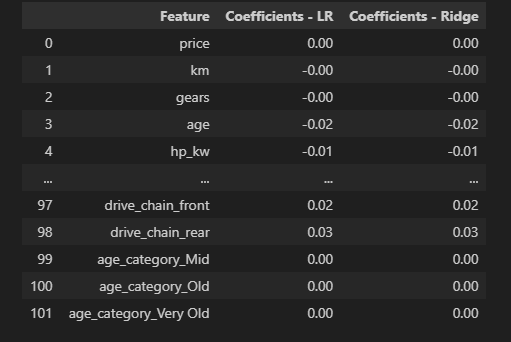 Feature Coefficients - LR Coefficients - Ridge
0 price 0.00 0.00
1 km -0.00 -0.00
2 gears -0.00 -0.00
3 age -0.02 -0.02
4 hp_kw -0.01 -0.01
... ... ... ...
97 drive_chain_front 0.02 0.02
98 drive_chain_rear 0.03 0.03
99 age_category_Mid 0.00 0.00
100 age_category_Old 0.00 0.00
101 age_category_Very Old 0.00 0.00